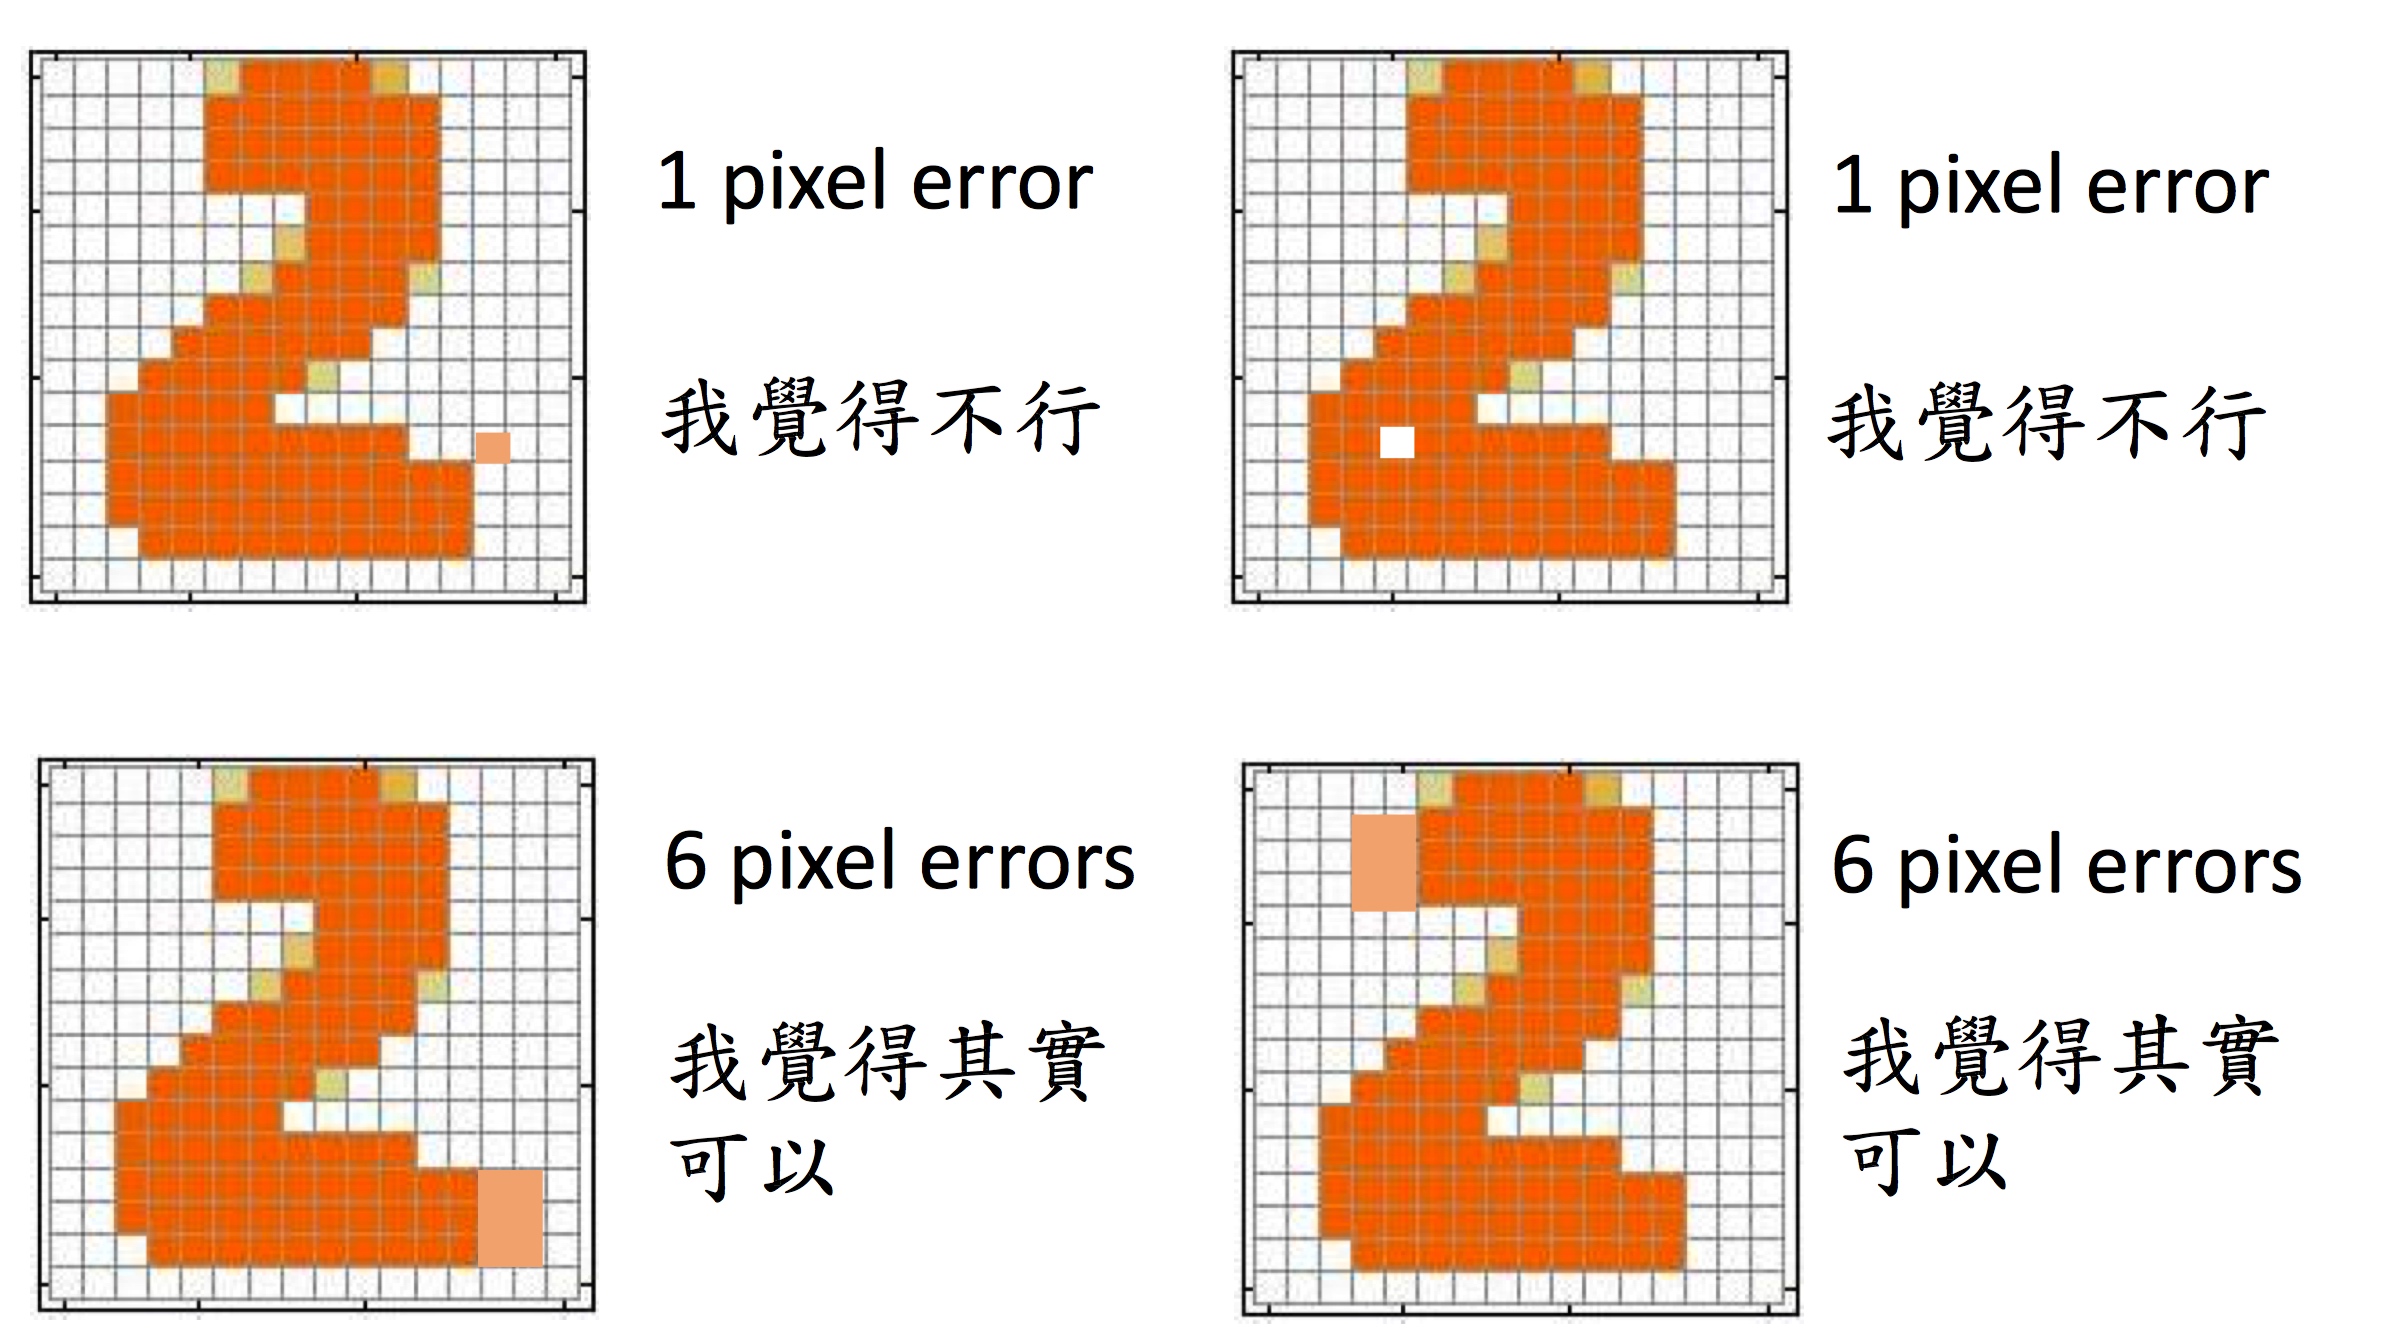 1 pixel error
我覺得不行
1 pixel error
我覺得不行
6 pixel errors
我覺得其實
可以
6 pixel errors
我覺得其實
可以